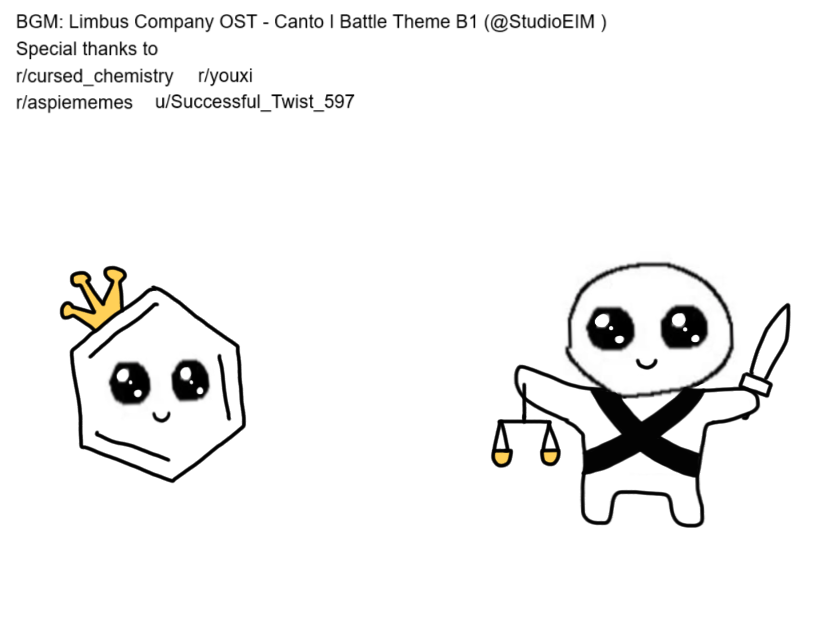 BGM: Limbus Company OST - Canto I Battle Theme B1 (@StudioEIM )
Special thanks to
r/cursed_chemistry r/youxi
r/aspiememes u/Successful_Twist_597